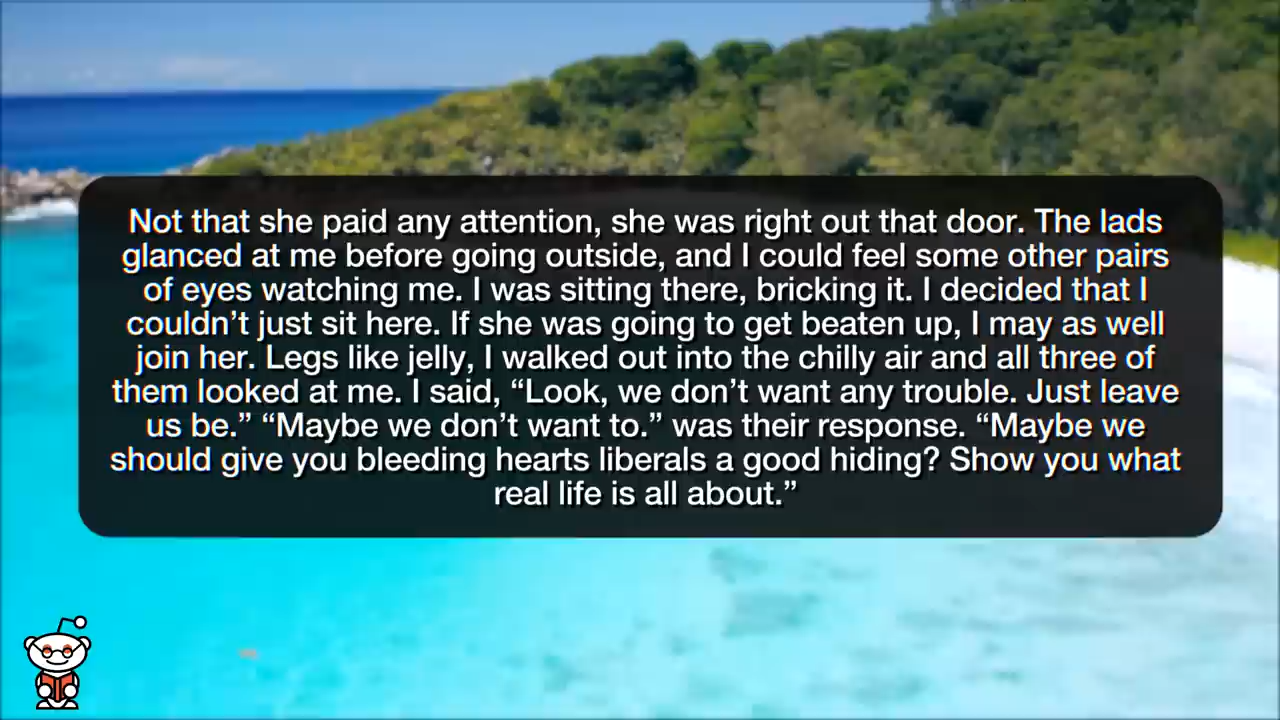 Not that she paid any attention, she was right out that door. The lads
glanced at me before going outside, and I could feel some other pairs
of eyes watching me. I was sitting there, bricking it. I decided that I
couldn’t just sit here. If she was going to get beaten up, I may as well
join her. Legs like jelly, I walked out into the chilly air and all three of
them looked at me. I said, “Look, we don’t want any trouble. Just leave
us be.” “Maybe we don’t want to.” was their response. “Maybe we
should give you bleeding hearts liberals a good hiding? Show you what
real life is all about.”